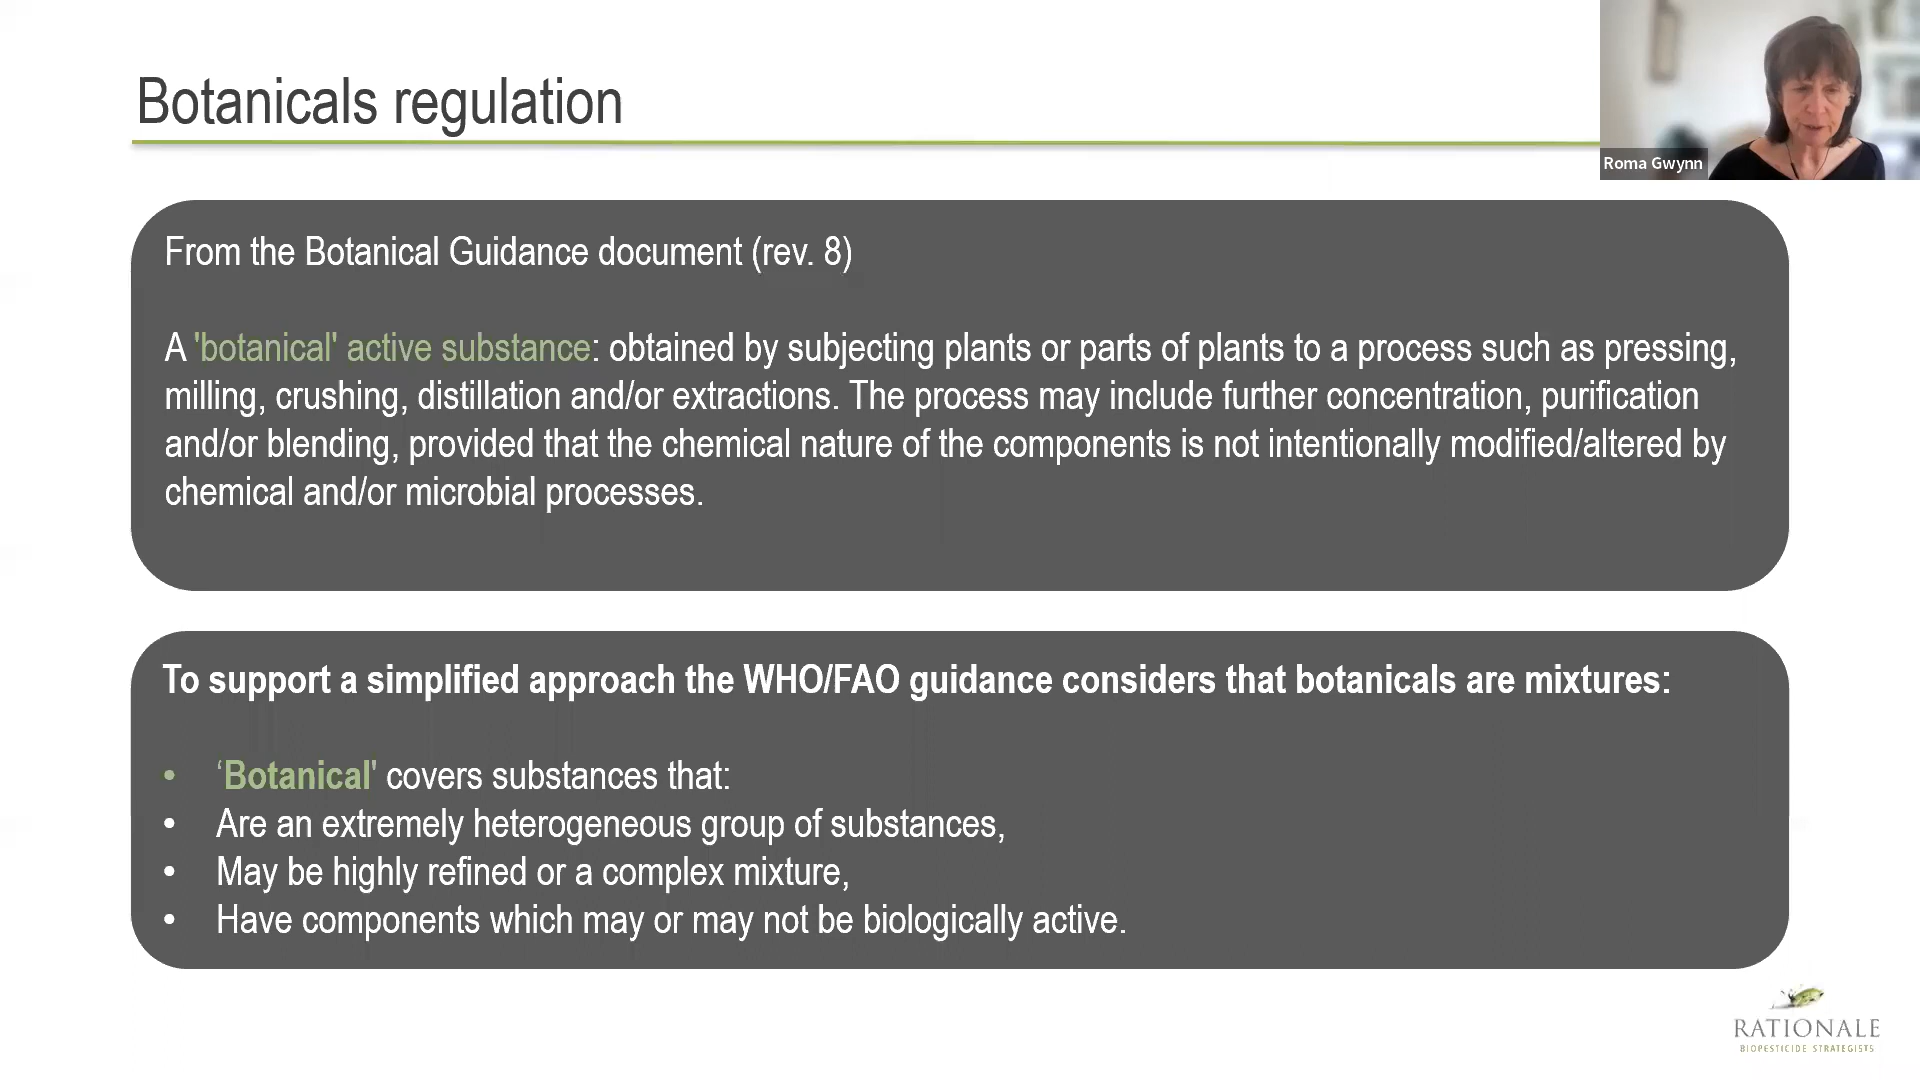 Botanicals regulation
Roma Gwynn
From the Botanical Guidance document (rev. 8)
A 'botanical' active substance: obtained by subjecting plants or parts of plants to a process such as pressing,
milling, crushing, distillation and/or extractions. The process may include further concentration, purification
and/or blending, provided that the chemical nature of the components is not intentionally modified/altered by
chemical and/or microbial processes.
To support a simplified approach the WHO/FAO guidance considers that botanicals are mixtures:
• ‘Botanical' covers substances that:
• Are an extremely heterogeneous group of substances,
• May be highly refined or a complex mixture,
• Have components which may or may not be biologically active.
RATIONALE
BIOPESTICIDE STRATEGISTS